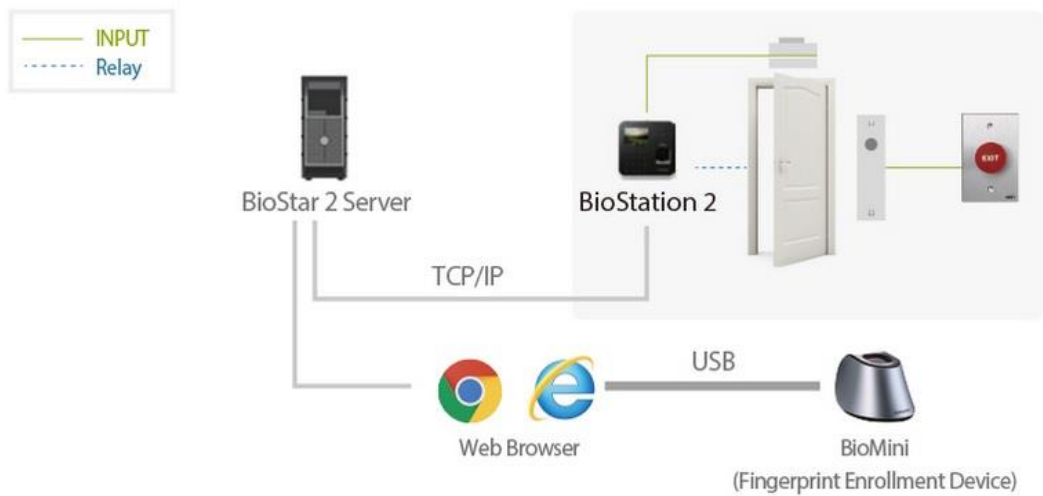 INPUT
Relay
BioStar 2 Server
BioStation 2
EXIT
TCP/IP
USB
Web Browser
BioMini
(Fingerprint Enrollment Device)